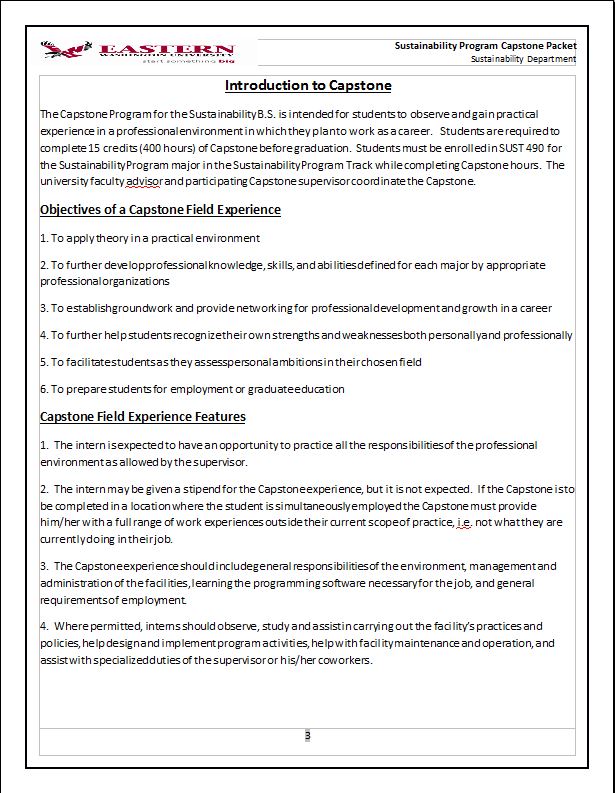 EASTERN
WASHINGTON UNIVERSITY
start something big
Sustainability Program Capstone Packet
Sustainability Department
Introduction to Capstone
The Capstone Program for the Sustainability B.S. is intended for students to observe and gain practical
experience in a professional environment in which they plan to work as a career. Students are required to
complete 15 credits (400 hours) of Capstone before graduation. Students must be enrolled in SUST 490 for
the Sustainability Program major in the Sustainability Program Track while completing Capstone hours. The
university faculty advisor and participating Capstone supervisor coordinate the Capstone.
Objectives of a Capstone Field Experience
1. To apply theory in a practical environment
2. To further develop professional knowledge, skills, and abilities defined for each major by appropriate
professional organizations
3. To establish groundwork and provide networking for professional development and growth in a career
4. To further help students recognize their own strengths and weaknesses both personally and professionally
5. To facilitate students as they assess personal ambitions in their chosen field
6. To prepare students for employment or graduate education
Capstone Field Experience Features
1. The intern is expected to have an opportunity to practice all the responsibilities of the professional
environment as allowed by the supervisor.
2. The intern may be given a stipend for the Capstone experience, but it is not expected. If the Capstone is to
be completed in a location where the student is simultaneously employed the Capstone must provide
him/her with a full range of work experiences outside their current scope of practice, i.e. not what they are
currently doing in their job.
3. The Capstone experience should include general responsibilities of the environment, management and
administration of the facilities, learning the programming software necessary for the job, and general
requirements of employment.
4. Where permitted, interns should observe, study and assist in carrying out the facility's practices and
policies, help design and implement program activities, help with facility maintenance and operation, and
assist with specialized duties of the supervisor or his/her coworkers.
3